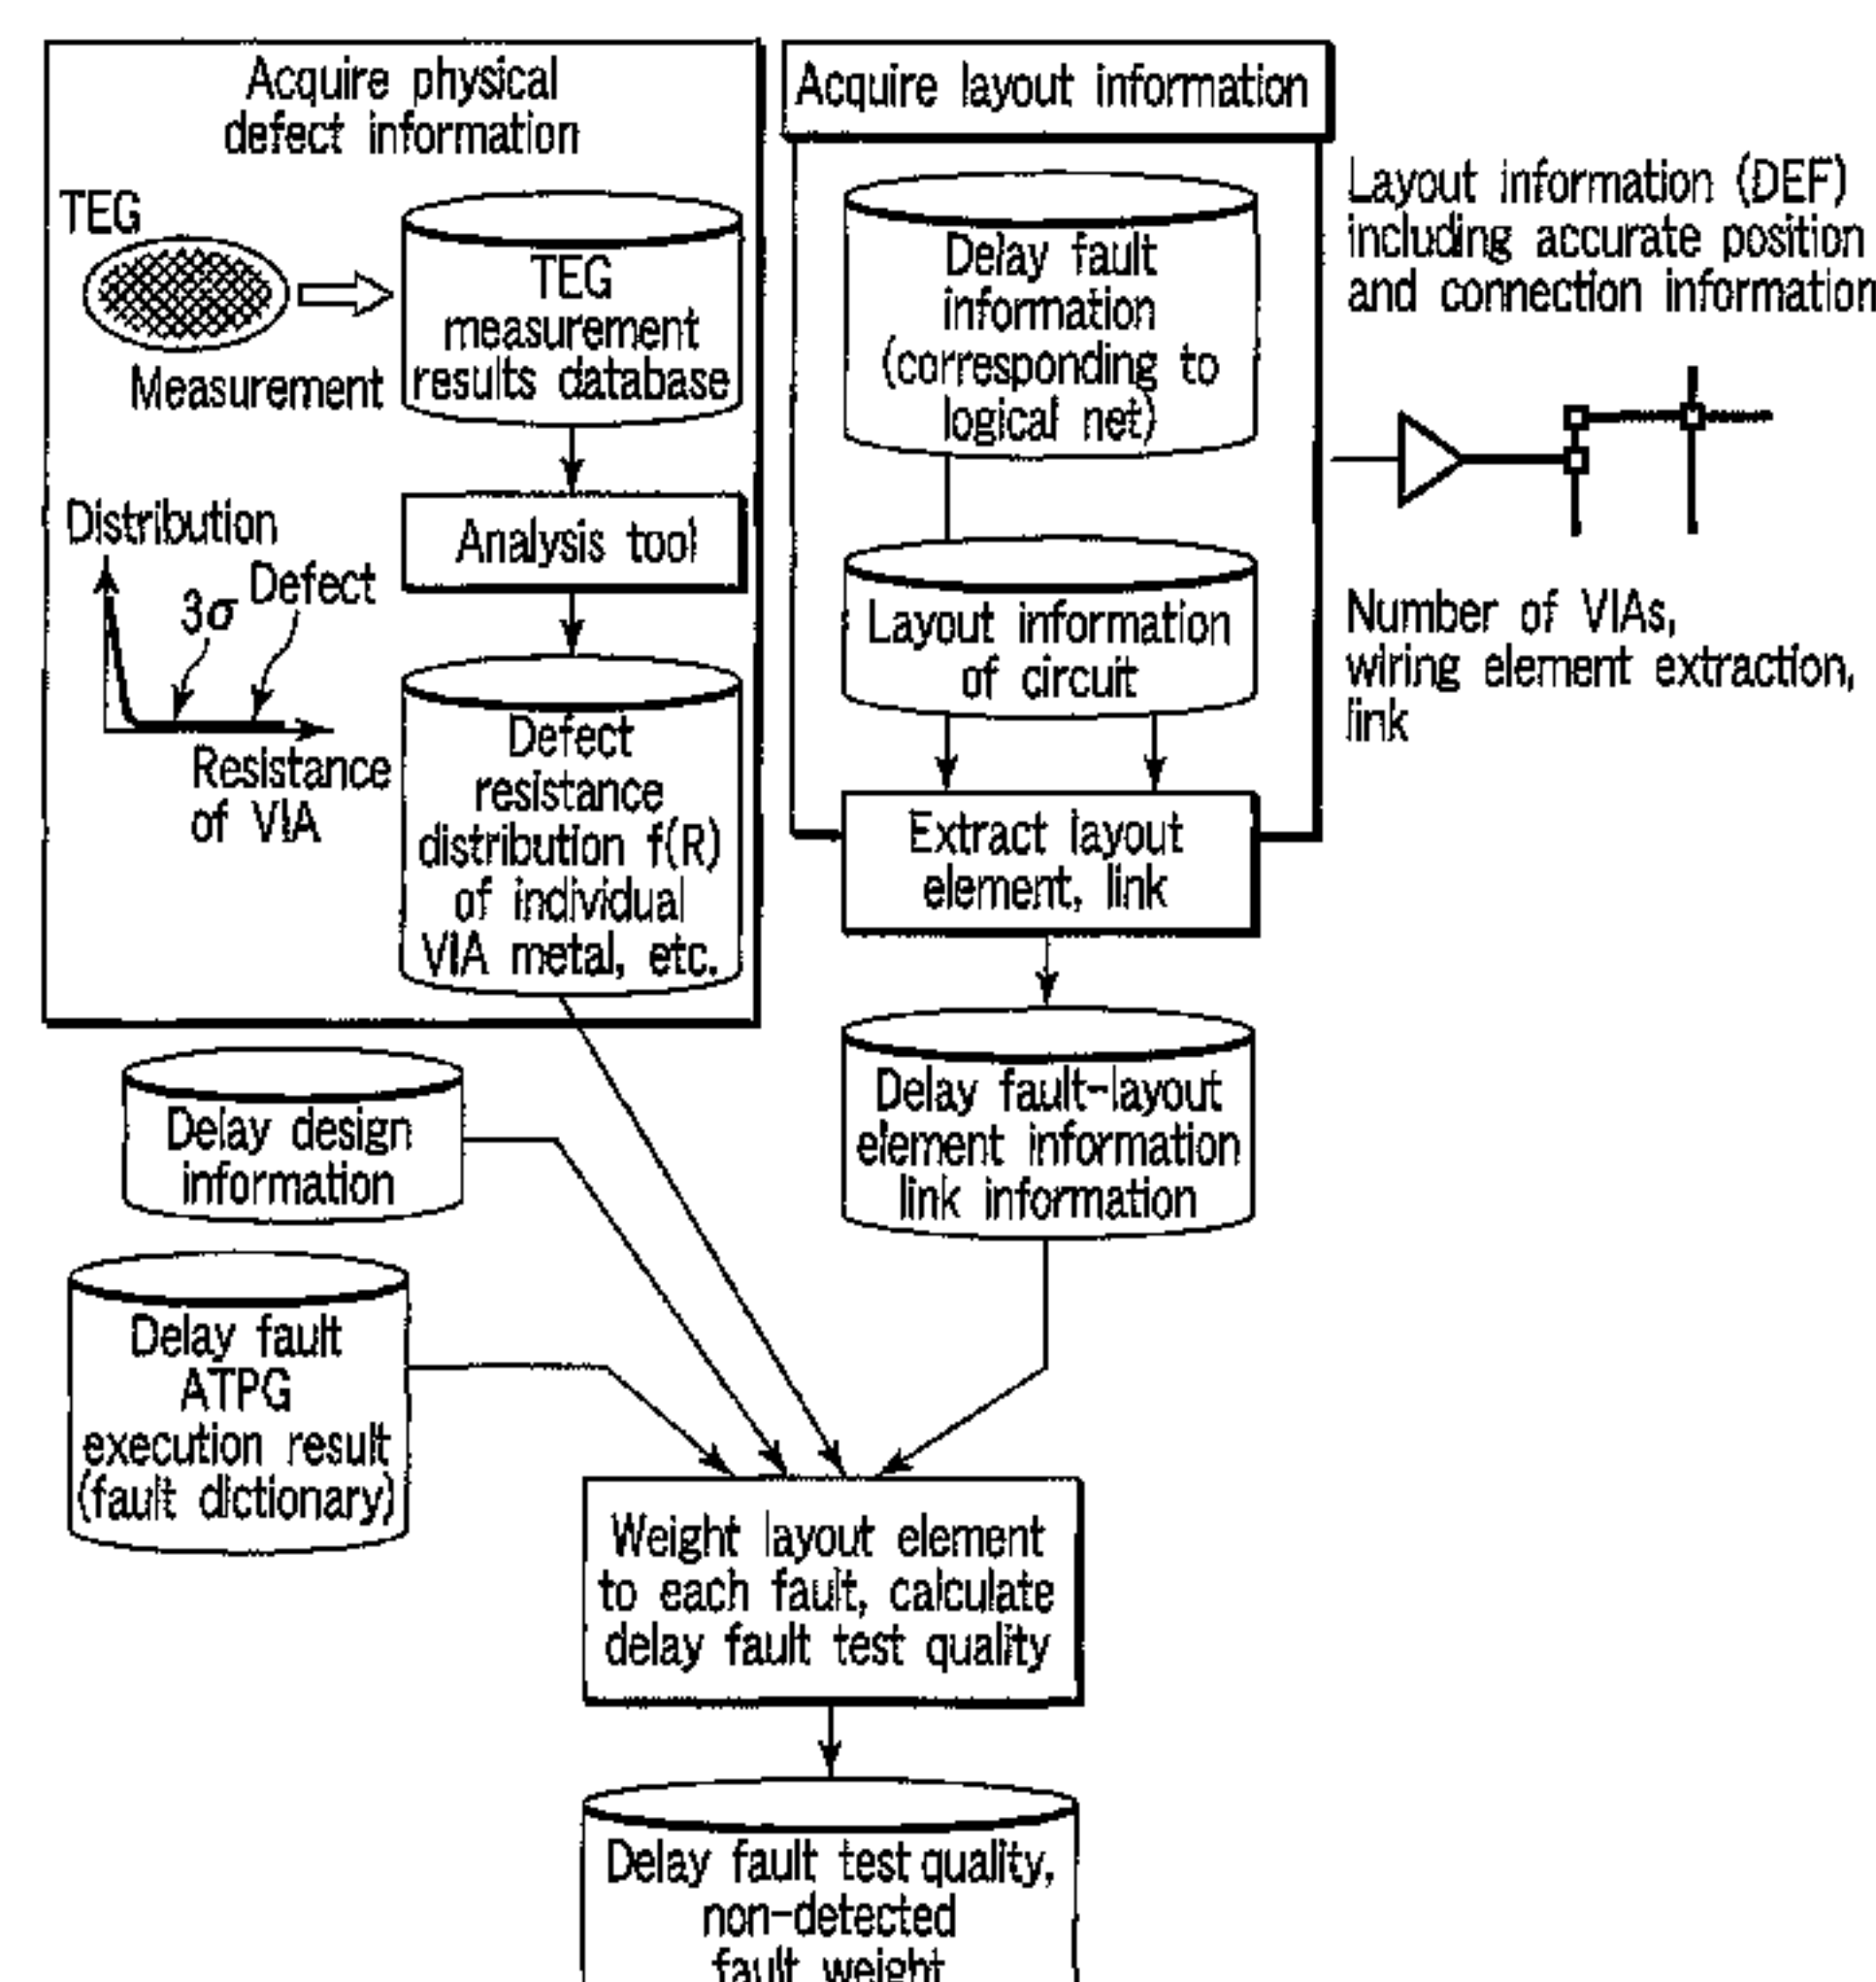 Acquire physical
defect information
TEG
Measurement
TEG
measurement
results database
Analysis tool
Distribution
3σ
Defect
Resistance
of VIA
Defect
resistance
distribution f(R)
of individual
VIA metal, etc.
Acquire layout information
Delay fault
information
(corresponding to
logical net)
Layout information
of circuit
Extract layout
element, link
Layout information (DEF)
including accurate position
and connection information
Number of VIAs,
wiring element extraction,
link
Delay fault-layout
element information
link information
Delay design
information
Delay fault
ATPG
execution result
(fault dictionary)
Weight layout element
to each fault, calculate
delay fault test quality
Delay fault test quality,
non-detected
fault weight